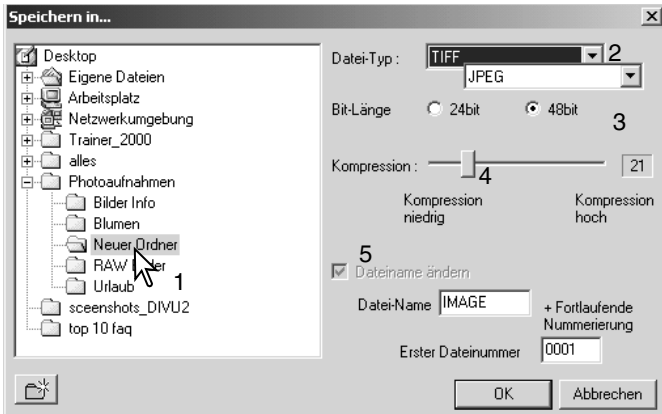 Speichern in...
Desktop
Eigene Dateien
Arbeitsplatz
Netzwerkumgebung
Trainer_2000
alles
Photoaufnahmen
Bilder Info
Blumen
Neuer Ordner
RAW
1
Urlaub
sceenshots_DIVU2
top 10 faq
Datei-Typ :
TIFF
2
JPEG
Bit-Länge
24bit
48bit
3
Kompression :
4
21
Kompression niedrig
Kompression hoch
5
Dateiname ändern
Datei-Name
IMAGE
+ Fortlaufende
Nummerierung
Erster Dateinummer
0001
OK
Abbrechen